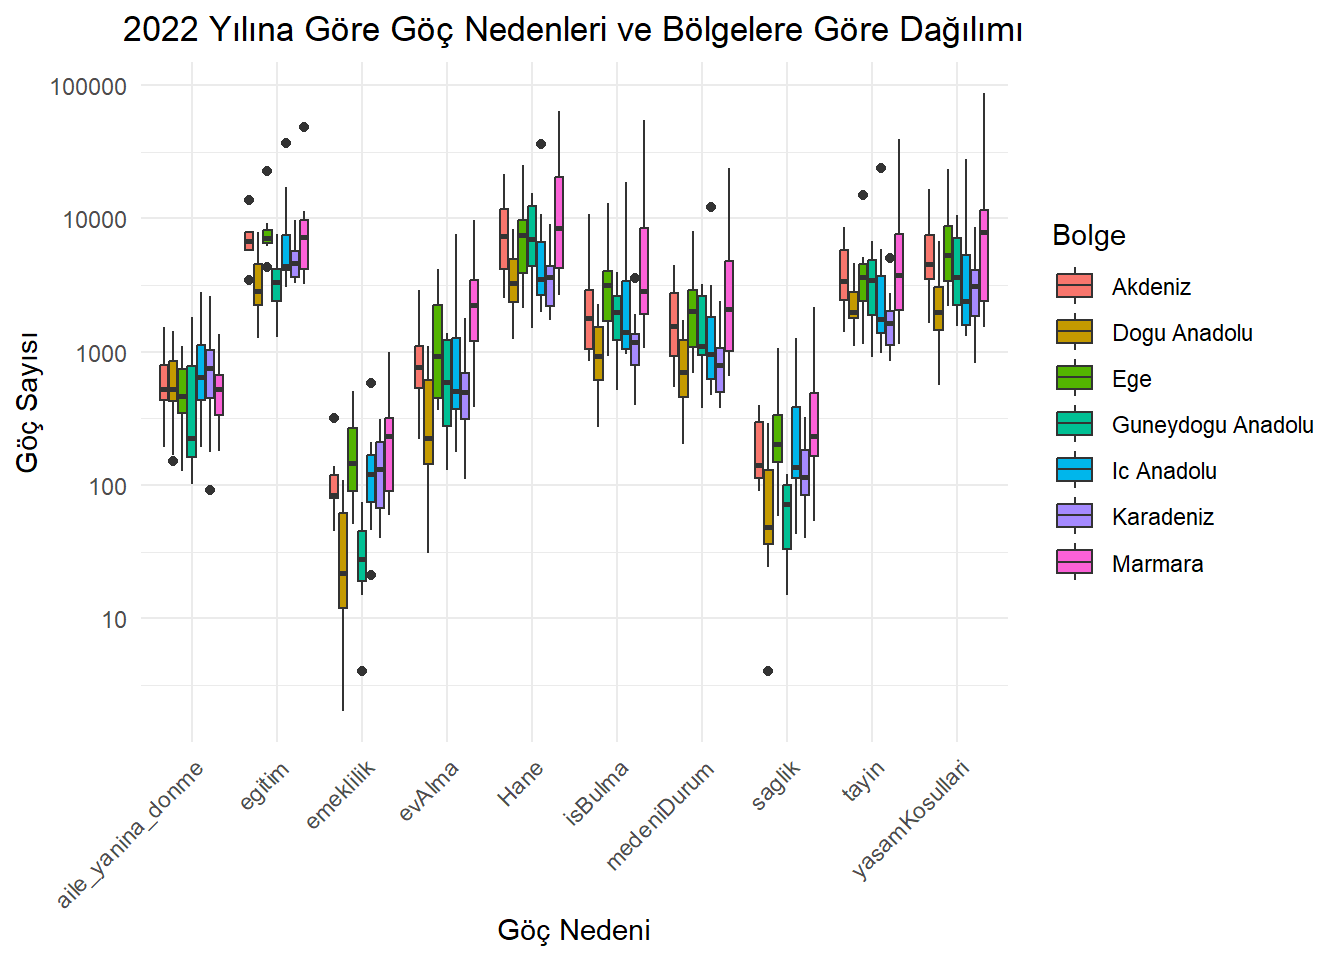 2022 Yılına Göre Göç Nedenleri ve Bölgelere Göre Dağılımı
Göç Sayısı
100000
10000
1000
100
10
aile_yanina_donme
egitim
emeklilik
evAlma
Hane
isBulma
medeniDurum
saglik
tayin
yasamKosullari
Göç Nedeni
Bolge
Akdeniz
Dogu Anadolu
Ege
Guneydogu Anadolu
Ic Anadolu
Karadeniz
Marmara